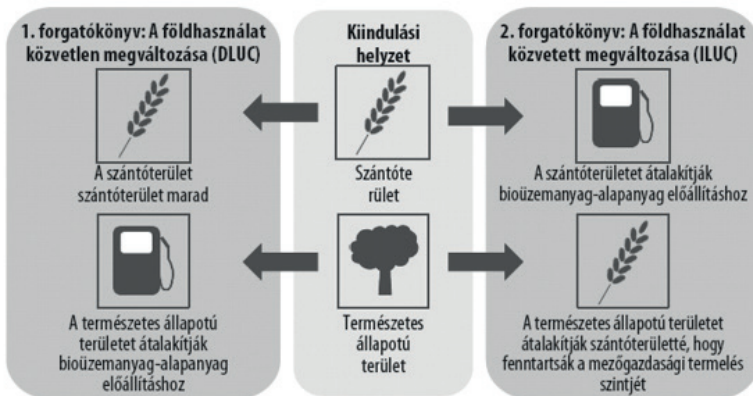 1. forgatókönyv: A földhasználat
közvetlen megváltozása (DLUC)
A szántóterület
szántóterület marad
A természetes állapotú
területet átalakítják
bioüzemanyag-alapanyag
előállításhoz
Kiindulási
helyzet
Szántóte
rület
Természetes
állapotú
terület
2. forgatókönyv: A földhasználat
közvetett megváltozása (ILUC)
A szántóterületet átalakítják
bioüzemanyag-alapanyag előállításhoz
A természetes állapotú területet
átalakítják szántóterületté, hogy
fenntartsák a mezőgazdasági termelés
szintjét